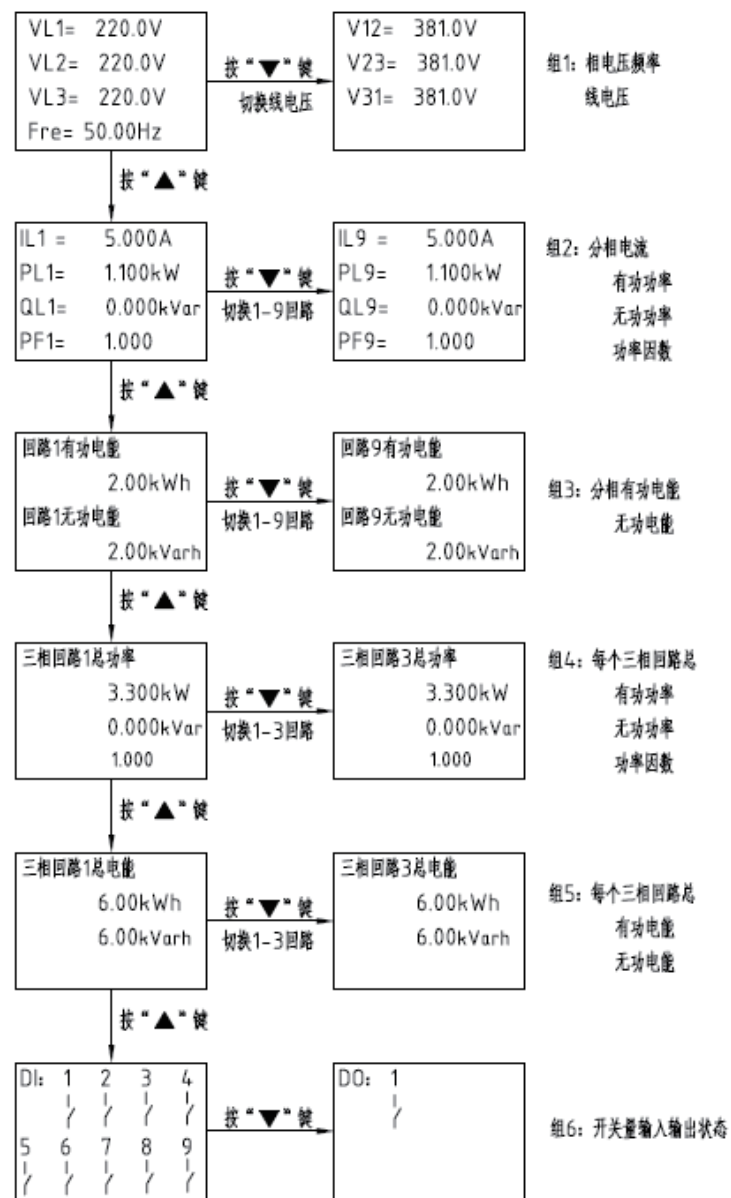 VL1= 220.0V
VL2= 220.0V
VL3= 220.0V
Fre= 50.00Hz
按“▼”键
切换线电压
V12= 381.0V
V23= 381.0V
V31= 381.0V
组1: 相电压频率
线电压
按“▲”键
IL1 = 5.000A
PL1= 1.100kW
QL1= 0.000kVar
PF1= 1.000
按“▼”键
切换1-9回路
IL9 = 5.000A
PL9= 1.100kW
QL9= 0.000kVar
PF9= 1.000
组2: 分相电流
有功功率
无功功率
功率因数
按“▲”键
回路1有功电能
2.00kWh
回路1无功电能
2.00kVarh
按“▼”键
切换1-9回路
回路9有功电能
2.00kWh
回路9无功电能
2.00kVarh
组3: 分相有功电能
无功电能
按“▲”键
三相回路1总功率
3.300kW
0.000kVar
1.000
按“▼”键
切换1-3回路
三相回路3总功率
3.300kW
0.000kVar
1.000
组4: 每个三相回路总
有功功率
无功功率
功率因数
按“▲”键
三相回路1总电能
6.00kWh
6.00kVarh
按“▼”键
切换1-3回路
三相回路3总电能
6.00kWh
6.00kVarh
组5: 每个三相回路总
有功电能
无功电能
按“▲”键
DI: 1 2 3 4
5 6 7 8 9
按“▼”键
DO: 1
组6: 开关量输入输出状态